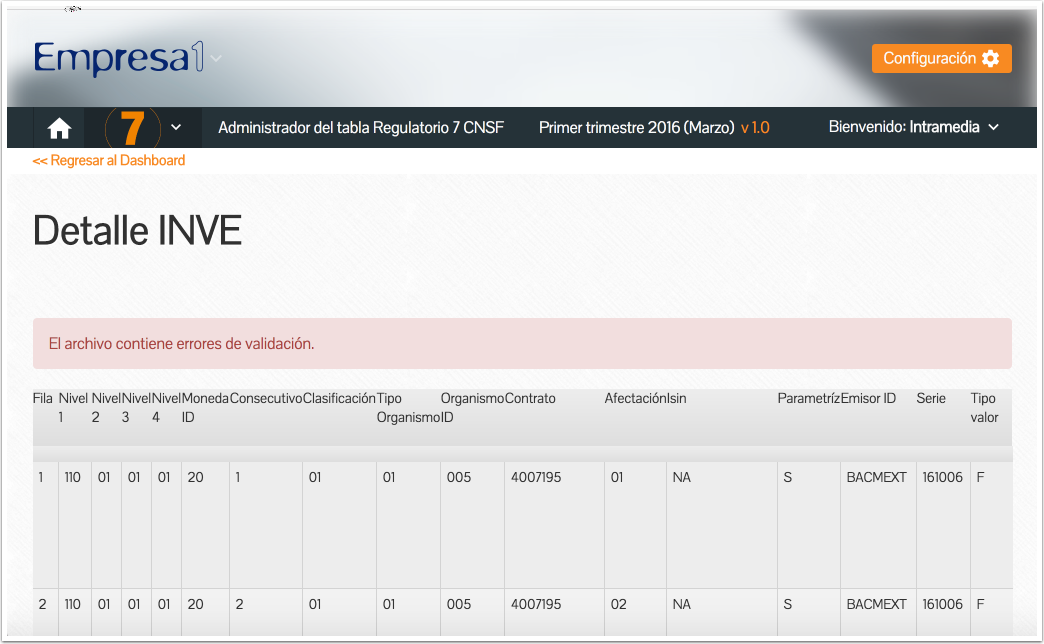 Empresa1
Configuración
7 Administrador del tabla Regulatorio 7 CNSF Primer trimestre 2016 (Marzo) v 1.0 Bienvenido: Intramedia
<< Regresar al Dashboard
Detalle INVE
El archivo contiene errores de validación.
Fila Nivel 1 Nivel 2 Nivel 3 Nivel 4 Moneda ID Consecutivo Clasificación Tipo Organismo Organismo ID Contrato Afectación Isin Parametríz Emisor ID Serie Tipo valor
1 110 01 01 01 20 1 01 01 005 4007195 01 NA S BACMEXT 161006 F
2 110 01 01 01 20 2 01 01 005 4007195 02 NA S BACMEXT 161006 F